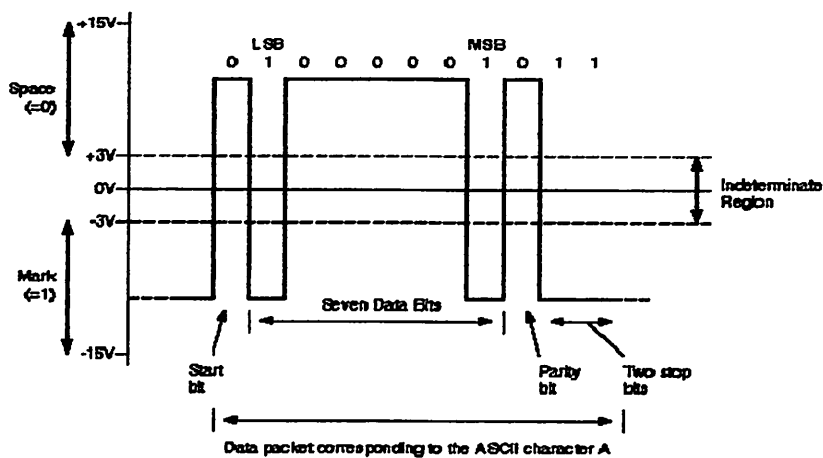 +15V
LSB MSB
0 1 0 0 0 0 0 1 0 1 1
Space
(=0)
+3V
0V
Indeterminate
Region
-3V
Mark
(=1)
Seven Data Bits
-15V
Start
bit
Parity
bit
Two stop
bits
Data packet corresponding to the ASCII character A